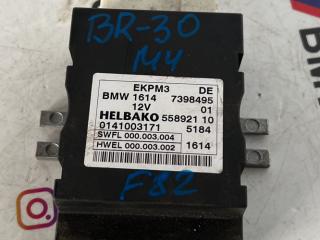 BR-30
M4
EKPM3 DE
BMW 1614 7398495
12V 01
HELBAKO 558921 10
0141003171 5184
SWFL 000.003.004
HWEL 000.003.002 1614
F82